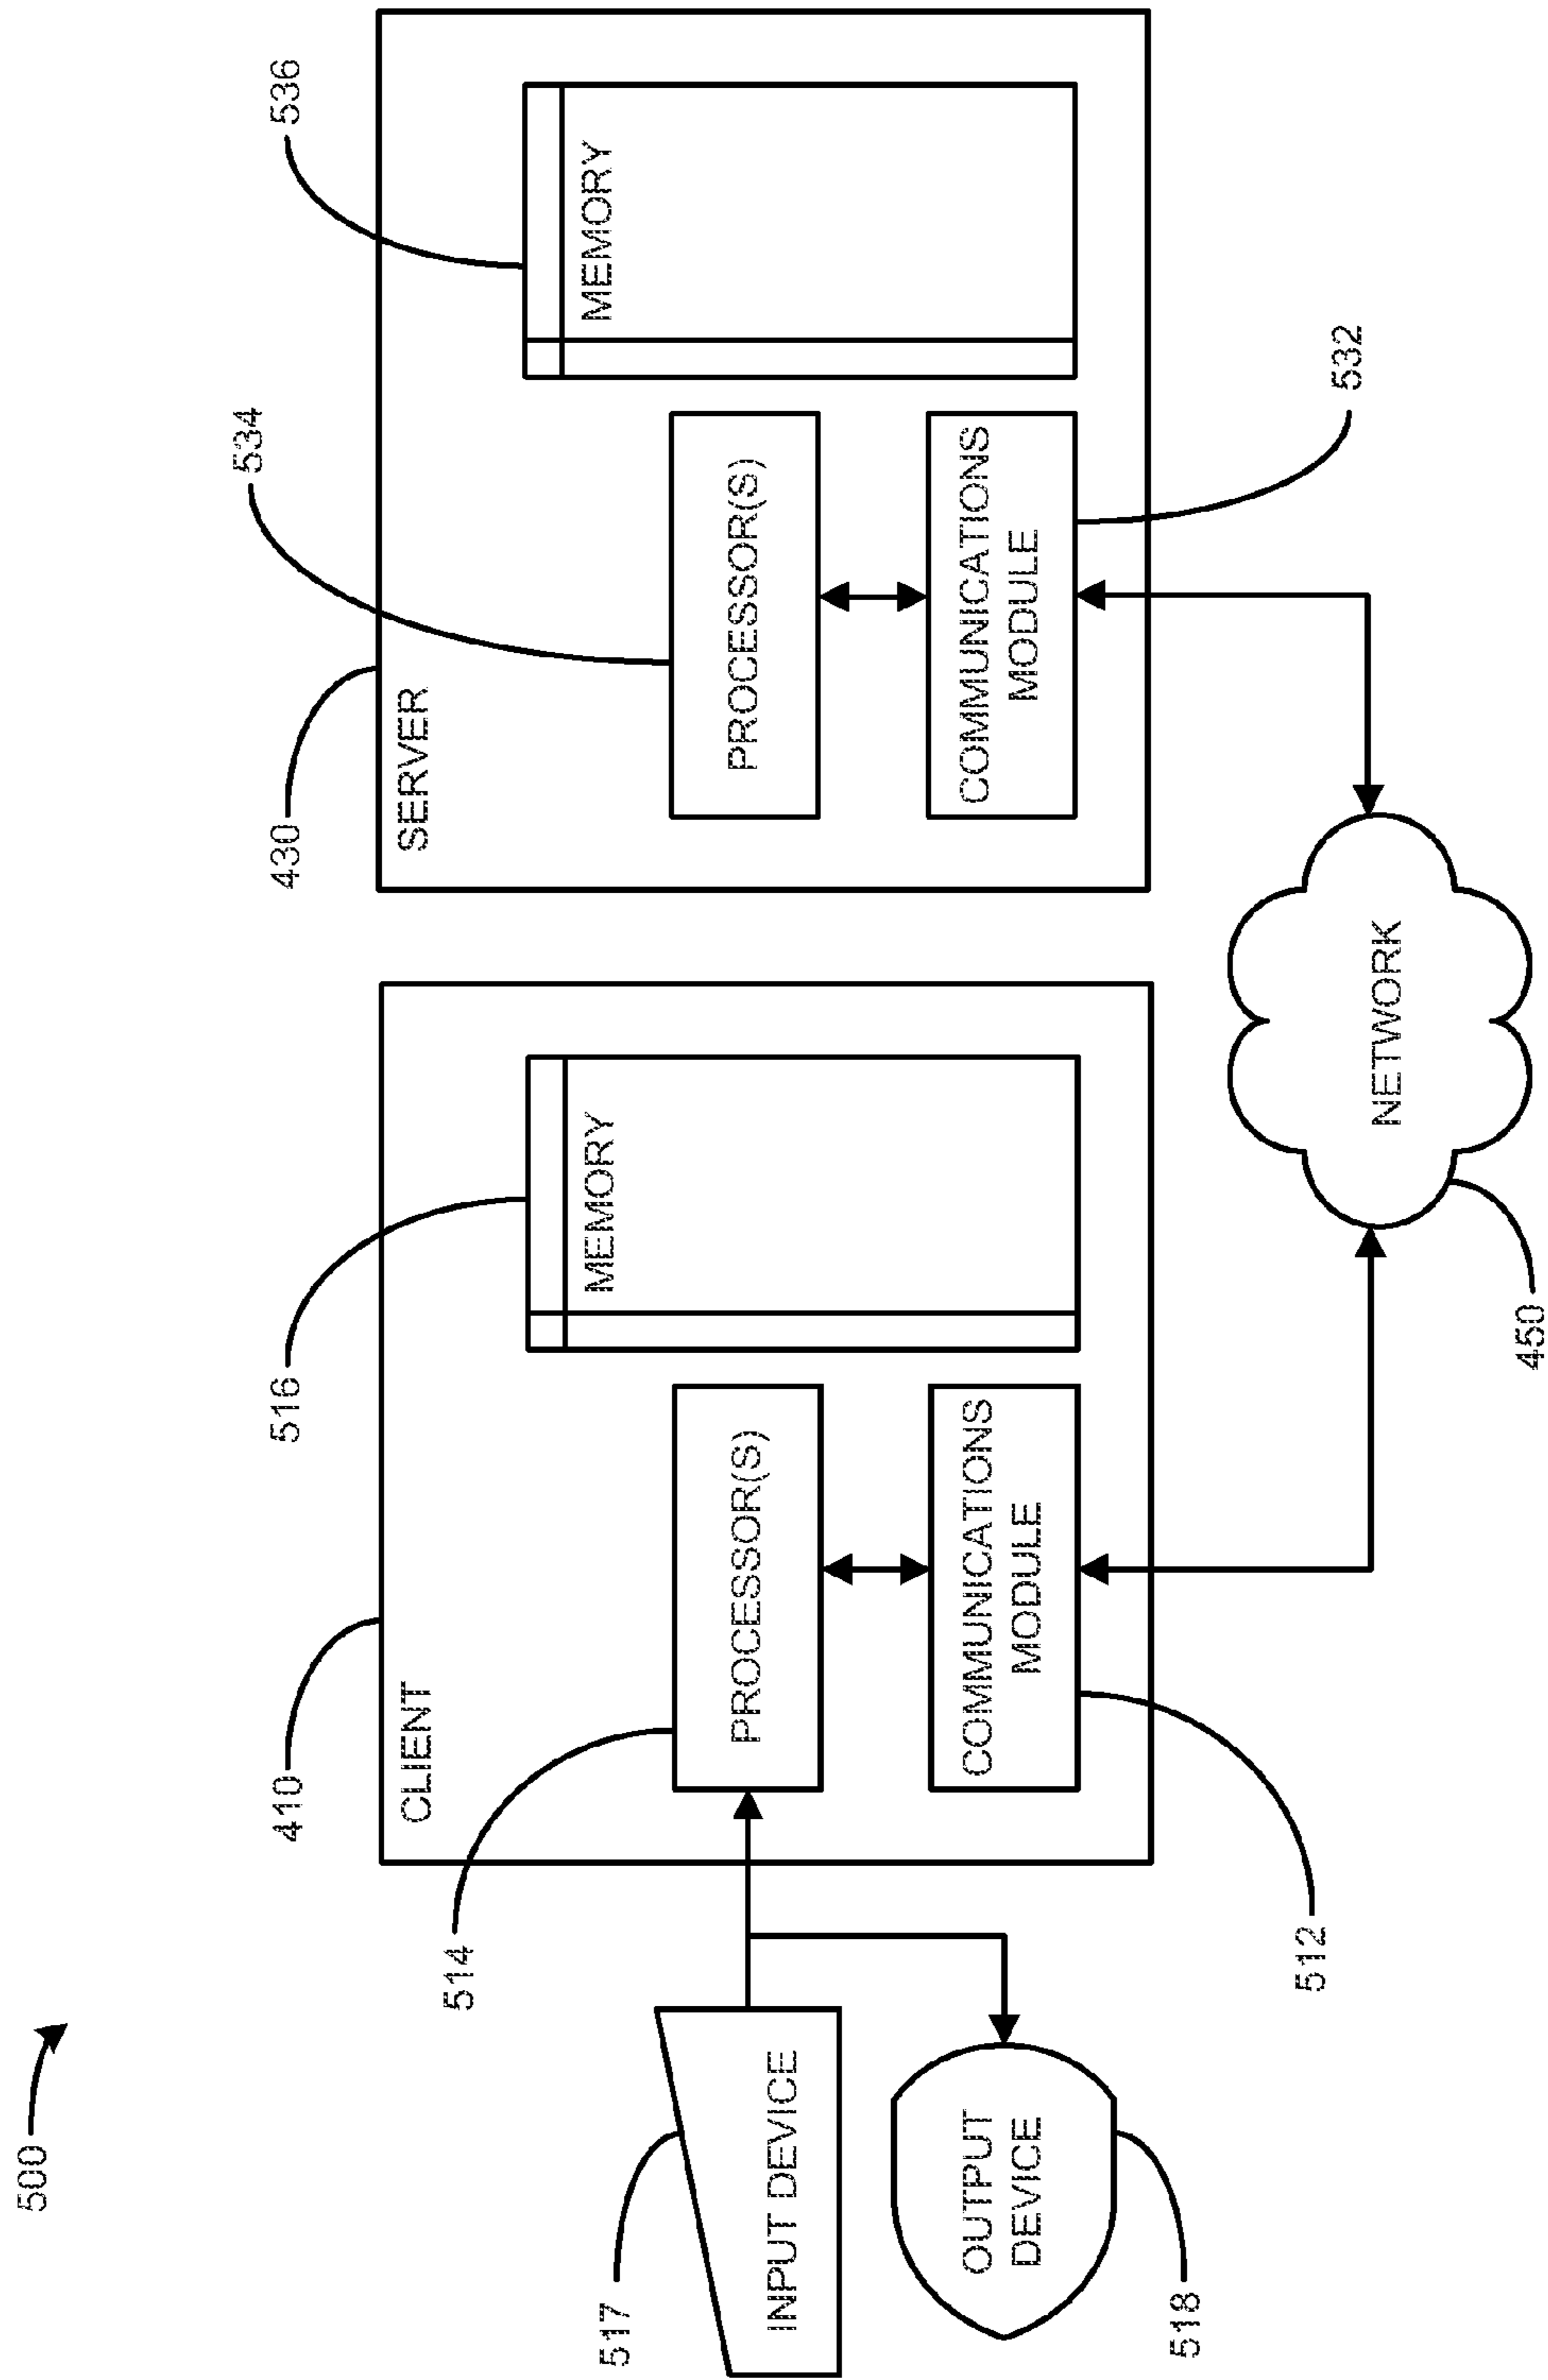 500
410
CLIENT
516
514
PROCESSOR(S)
MEMORY
COMMUNICATIONS
MODULE
512
517
INPUT DEVICE
OUTPUT
DEVICE
518
430
SERVER
534
536
PROCESSOR(S)
MEMORY
COMMUNICATIONS
MODULE
532
NETWORK
450